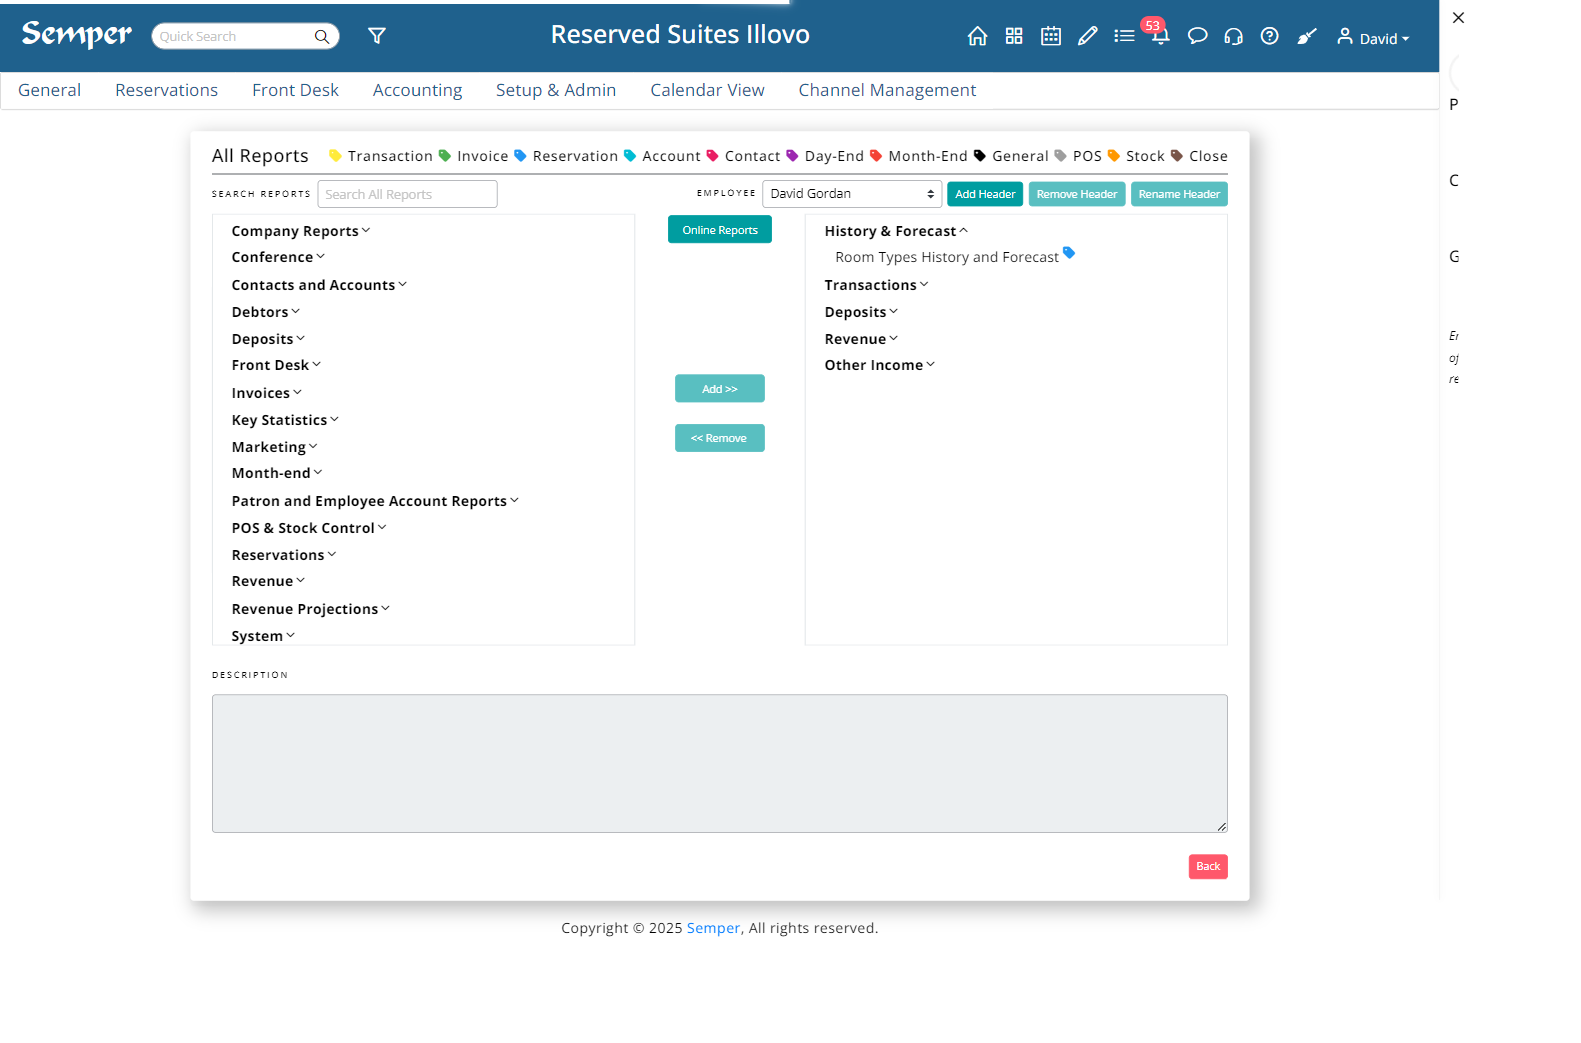 Semper
Quick Search
Reserved Suites Illovo
53
David
General Reservations Front Desk Accounting Setup & Admin Calendar View Channel Management
All Reports Transaction Invoice Reservation Account Contact Day-End Month-End General POS Stock Close
SEARCH REPORTS Search All Reports EMPLOYEE David Gordan Add Header Remove Header Rename Header
Company Reports
Conference
Contacts and Accounts
Debtors
Deposits
Front Desk
Invoices
Key Statistics
Marketing
Month-end
Patron and Employee Account Reports
POS & Stock Control
Reservations
Revenue
Revenue Projections
System
Online Reports
Add >>
<< Remove
History & Forecast
Room Types History and Forecast
Transactions
Deposits
Revenue
Other Income
DESCRIPTION
Back
Copyright © 2025 Semper, All rights reserved.
P
C
G
of
re